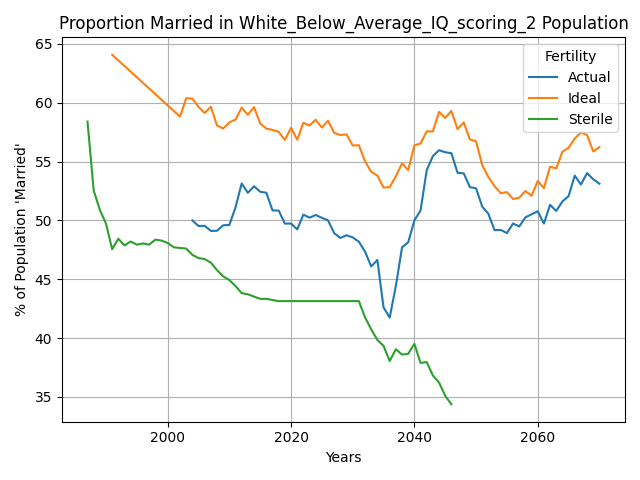 Proportion Married in White_Below_Average_IQ_scoring_2 Population
Fertility
Actual
Ideal
Sterile
% of Population 'Married'
65
60
55
50
45
40
35
2000
2020
2040
2060
Years